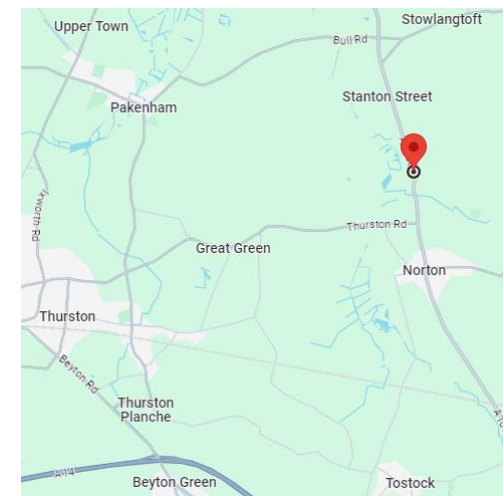 Stowlangtoft
Upper Town
Bull Rd
Stanton Street
Pakenham
Ixworth Rd
Thurston Rd
Great Green
Norton
Thurston
Beyton Rd
Thurston
Planche
A14
Beyton Green
Tostock